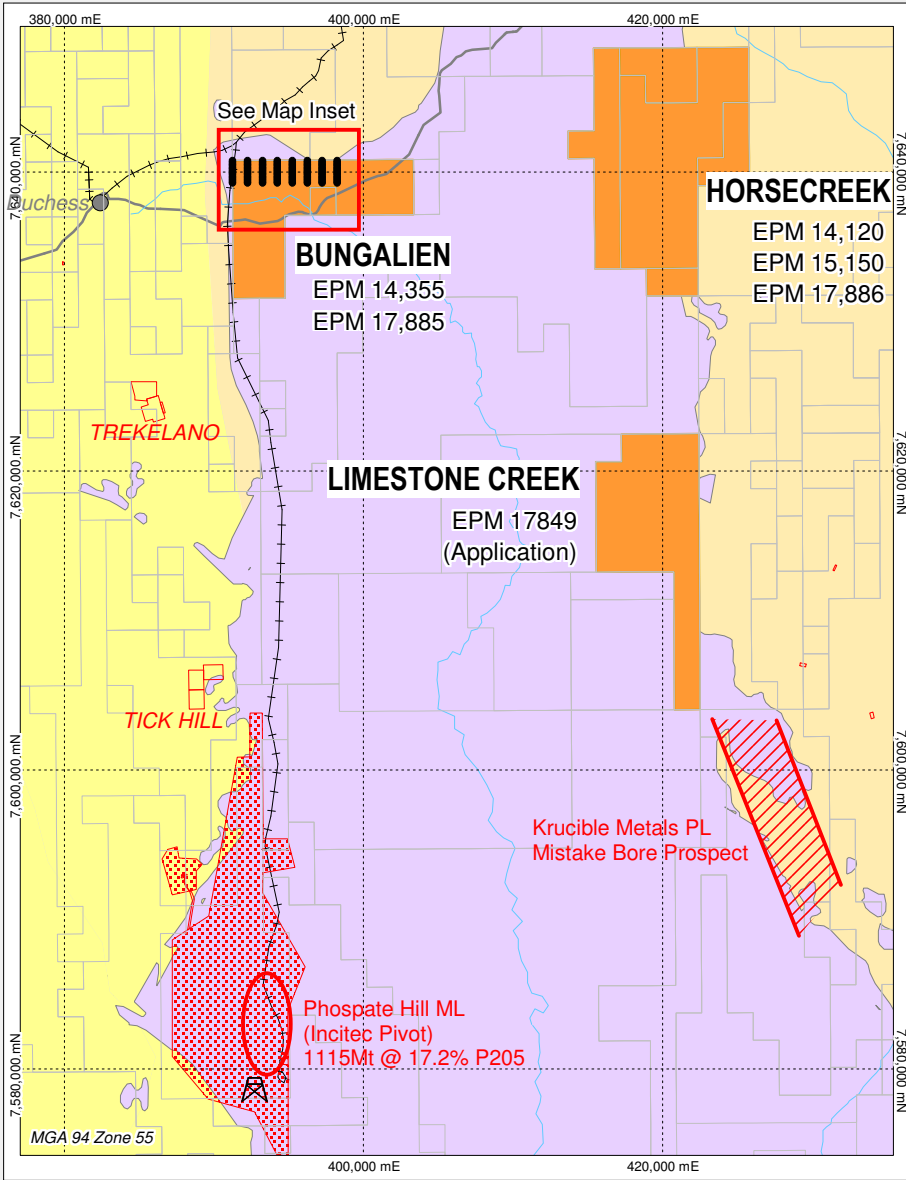 380,000 mE
400,000 mE
420,000 mE
See Map Inset
7,640,000 mN
7,640,000 mN
Duchess
HORSECREEK
EPM 14,120
EPM 15,150
EPM 17,886
BUNGALIEN
EPM 14,355
EPM 17,885
TREKELANO
7,620,000 mN
7,620,000 mN
LIMESTONE CREEK
EPM 17849
(Application)
TICK HILL
7,600,000 mN
7,600,000 mN
Krucible Metals PL
Mistake Bore Prospect
Phospate Hill ML
(Incitec Pivot)
1115Mt @ 17.2% P205
7,580,000 mN
7,580,000 mN
MGA 94 Zone 55
400,000 mE
420,000 mE